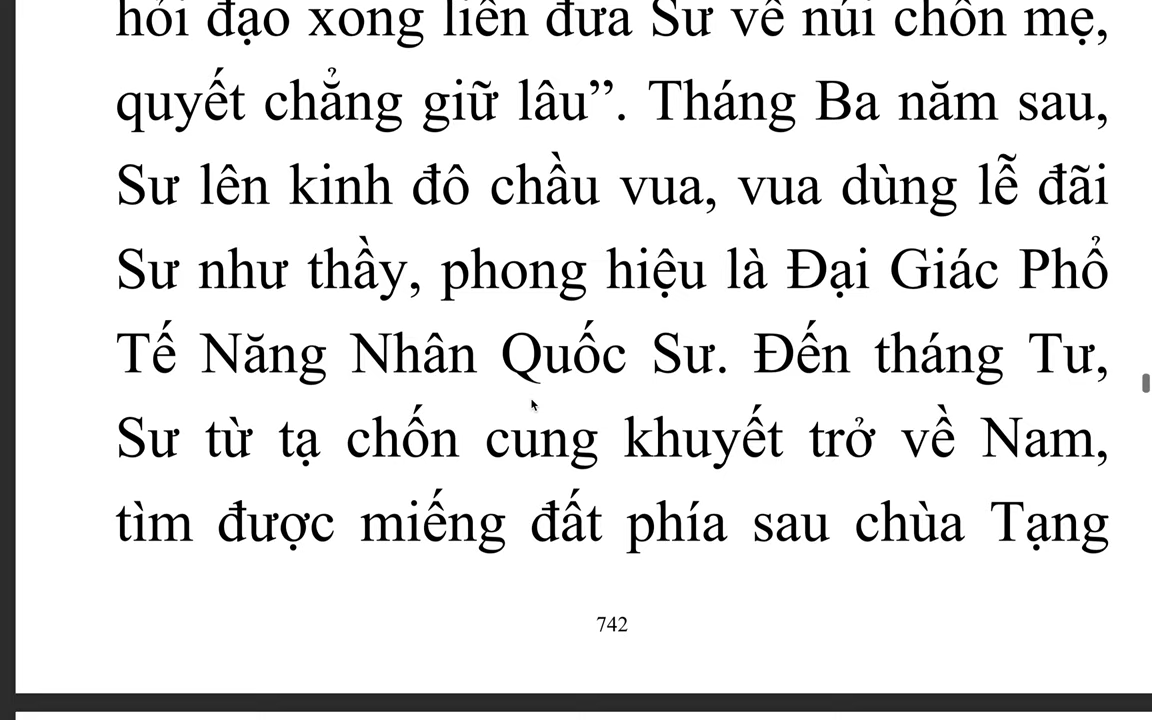 hỏi đạo xong liền đưa Sư về núi chôn mẹ,
quyết chẳng giữ lâu”. Tháng Ba năm sau,
Sư lên kinh đô chầu vua, vua dùng lễ đãi
Sư như thầy, phong hiệu là Đại Giác Phổ
Tế Năng Nhân Quốc Sư. Đến tháng Tư,
Sư từ tạ chốn cung khuyết trở về Nam,
tìm được miếng đất phía sau chùa Tạng
742